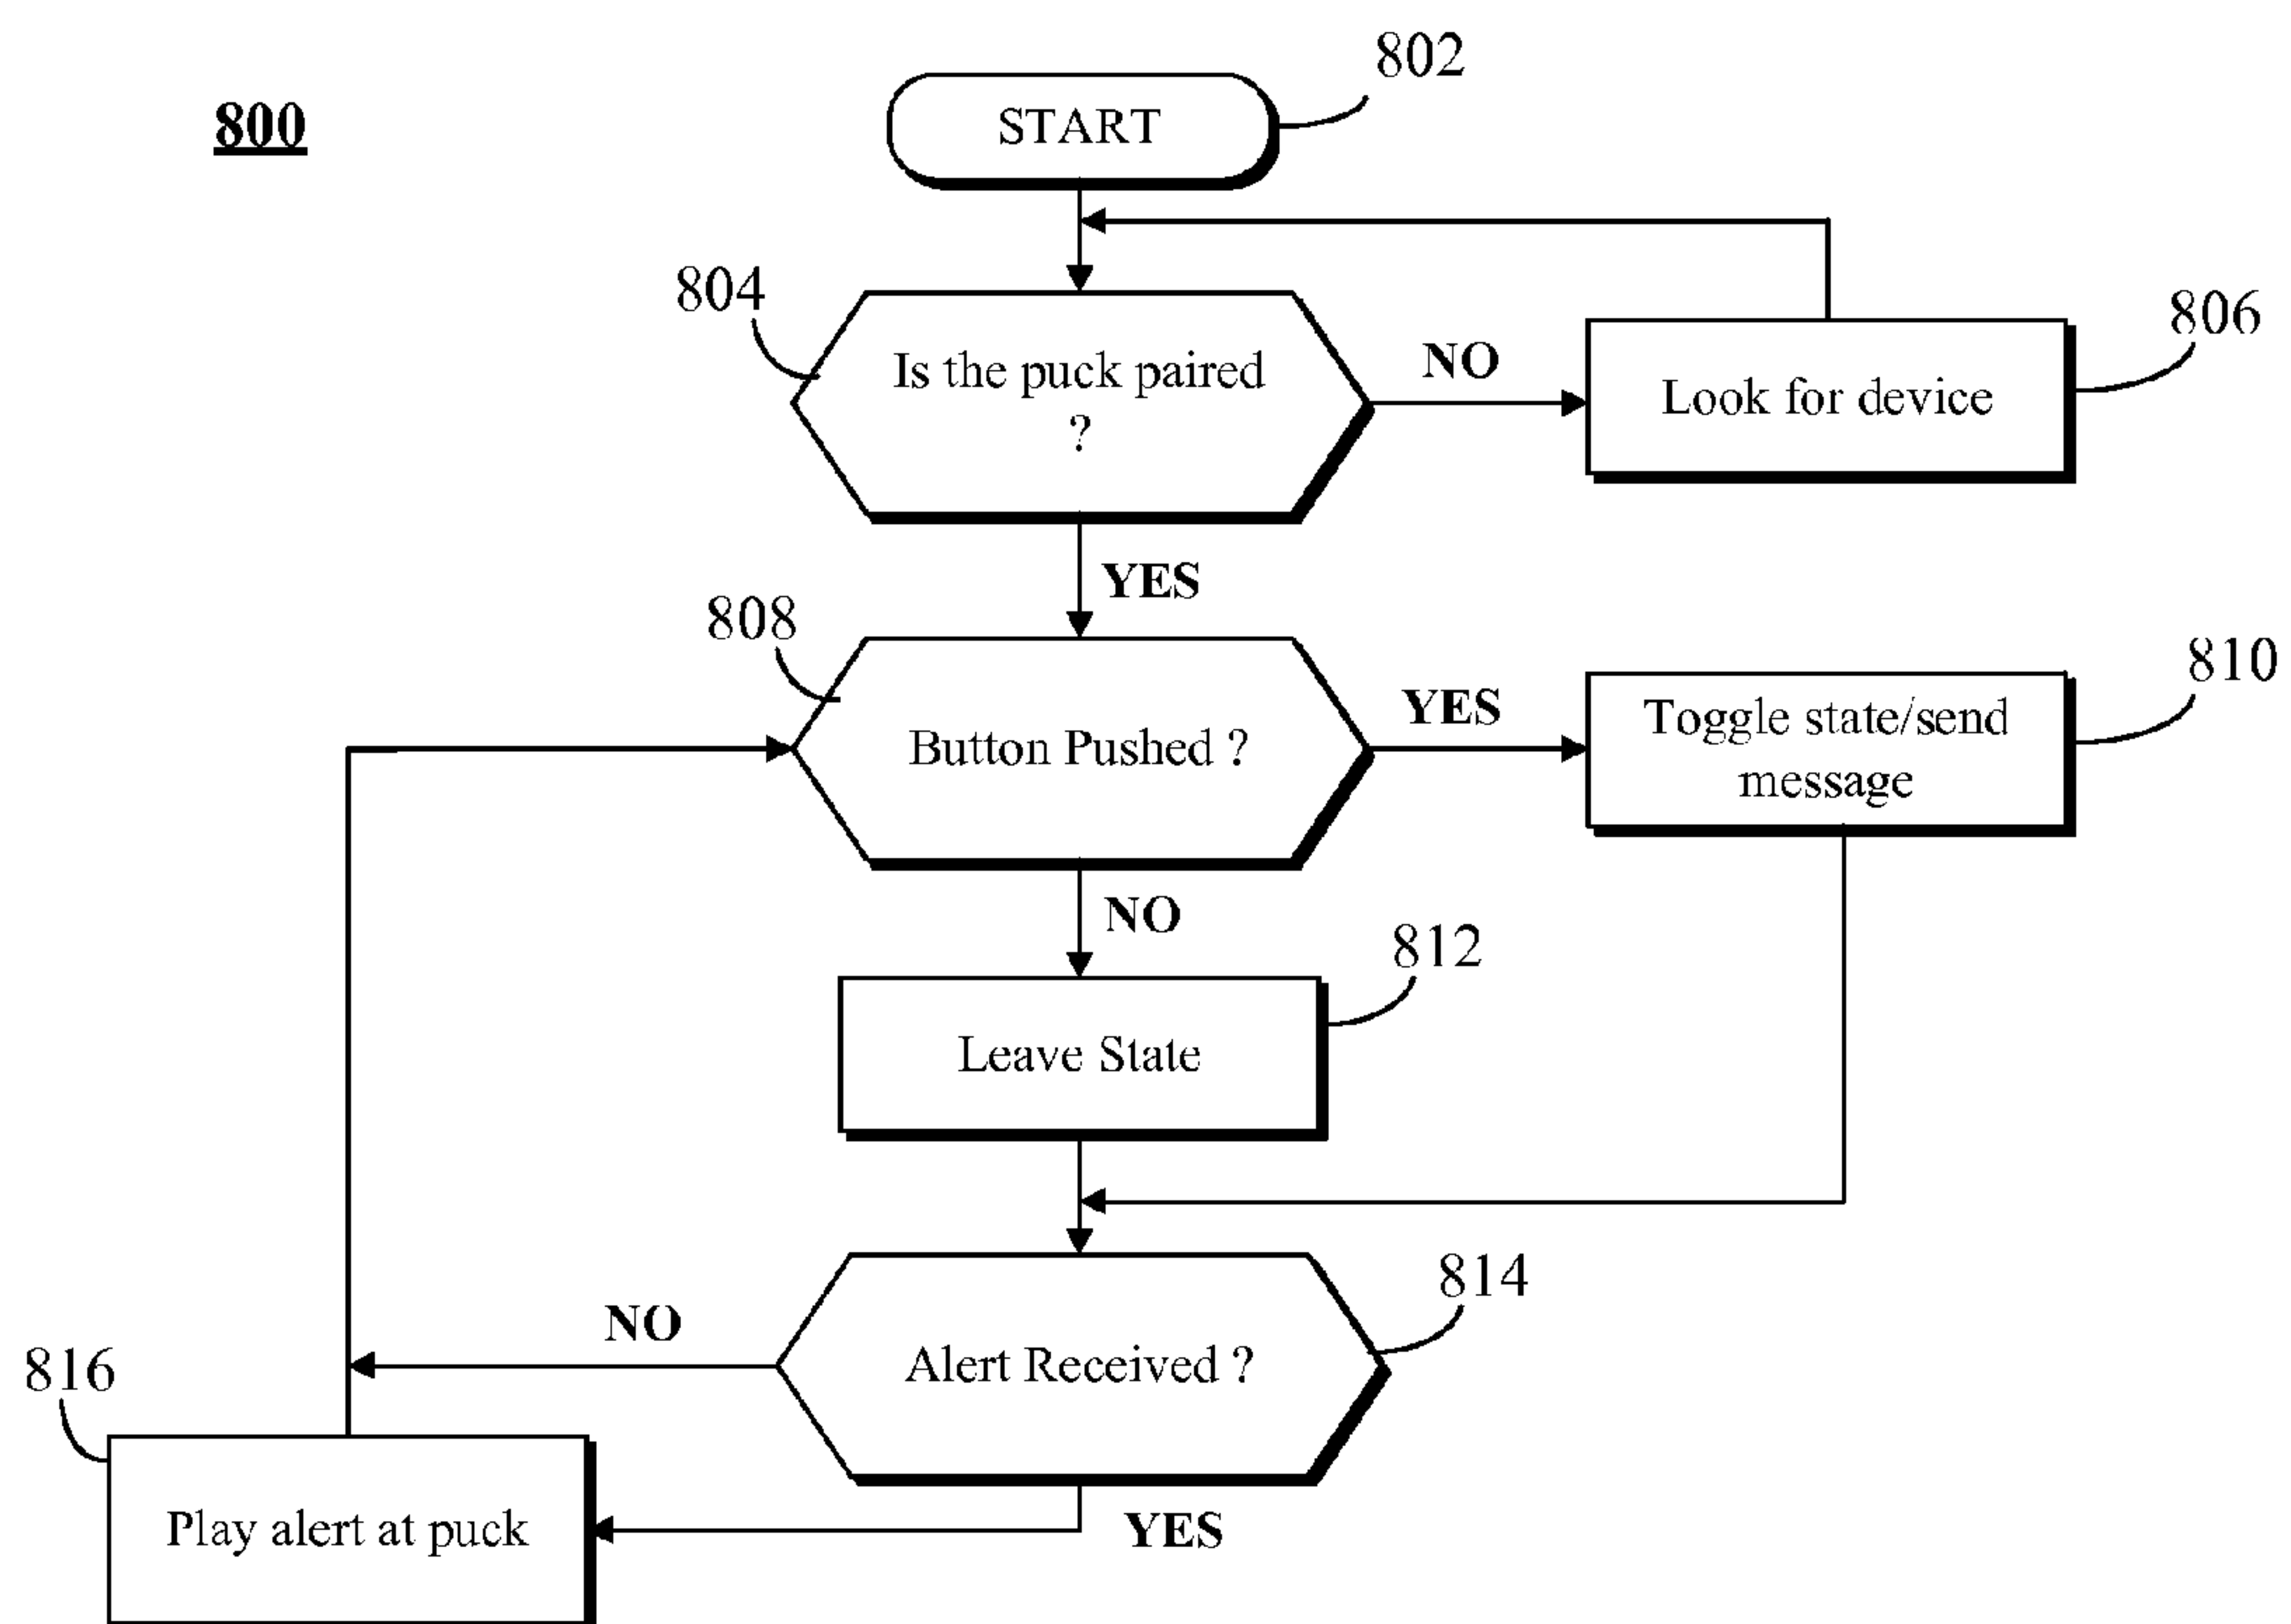 802
800
START
804
Is the puck paired
?
NO
806
Look for device
YES
808
Button Pushed ?
YES
810
Toggle state/send
message
NO
812
Leave State
814
Alert Received ?
NO
816
Play alert at puck
YES